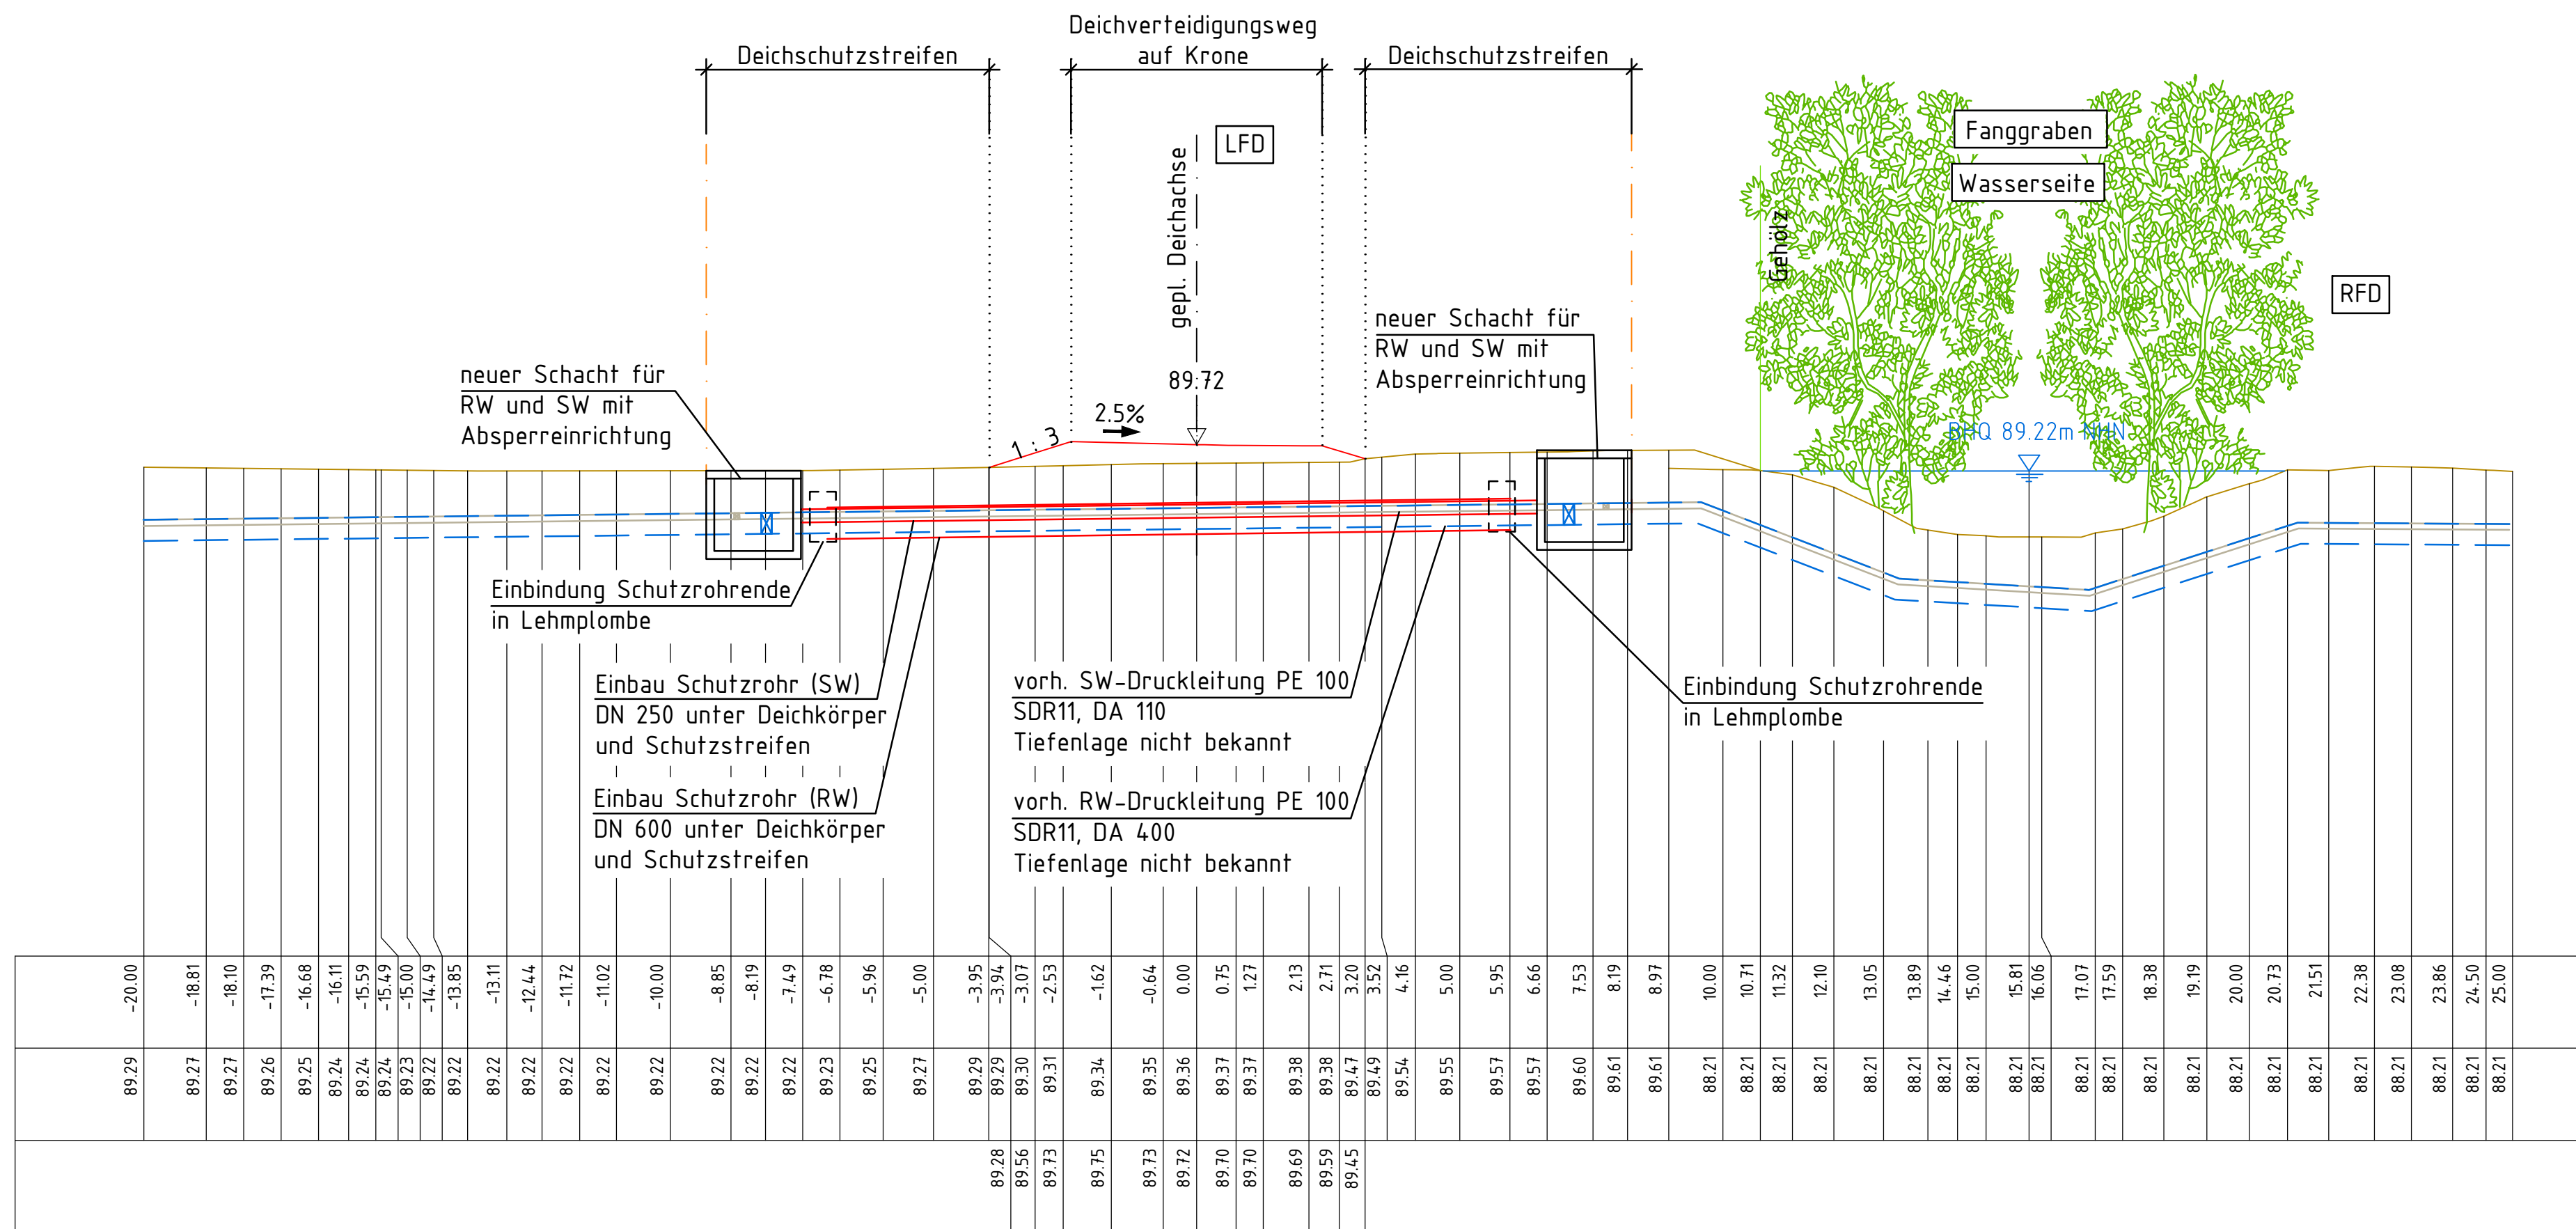 Deichverteidigungsweg
auf Krone
Deichschutzstreifen
Deichschutzstreifen
LFD
gepl. Deichachse
Fanggraben
Wasserseite
Gehölz
RFD
neuer Schacht für
RW und SW mit
Absperreinrichtung
neuer Schacht für
RW und SW mit
Absperreinrichtung
89.72
2.5%
1 : 3
BHQ 89.22m NHN
Einbindung Schutzrohrende
in Lehmplombe
Einbau Schutzrohr (SW)
DN 250 unter Deichkörper
und Schutzstreifen
Einbau Schutzrohr (RW)
DN 600 unter Deichkörper
und Schutzstreifen
vorh. SW-Druckleitung PE 100
SDR11, DA 110
Tiefenlage nicht bekannt
vorh. RW-Druckleitung PE 100
SDR11, DA 400
Tiefenlage nicht bekannt
Einbindung Schutzrohrende
in Lehmplombe
-20.00 -18.81 -18.10 -17.39 -16.68 -16.11 -15.59 -15.49 -15.00 -14.49 -13.85 -13.11 -12.44 -11.72 -11.02 -10.00 -8.85 -8.19 -7.49 -6.78 -5.96 -5.00 -3.95 -3.94 -3.07 -2.53 -1.62 -0.64 0.00 0.75 1.27 2.13 2.71 3.20 3.52 4.16 5.00 5.95 6.66 7.53 8.19 8.97 10.00 10.71 11.32 12.10 13.05 13.89 14.46 15.00 15.81 16.06 17.07 17.59 18.38 19.19 20.00 20.73 21.51 22.38 23.08 23.86 24.50 25.00
89.29 89.27 89.27 89.26 89.25 89.24 89.24 89.24 89.23 89.22 89.22 89.22 89.22 89.22 89.22 89.22 89.22 89.22 89.22 89.23 89.25 89.27 89.29 89.29 89.30 89.31 89.34 89.35 89.36 89.37 89.37 89.38 89.38 89.47 89.49 89.54 89.55 89.57 89.57 89.60 89.61 89.61 88.21 88.21 88.21 88.21 88.21 88.21 88.21 88.21 88.21 88.21 88.21 88.21 88.21 88.21 88.21 88.21 88.21 88.21 88.21 88.21 88.21 88.21
89.28 89.56 89.73 89.75 89.73 89.72 89.70 89.70 89.69 89.59 89.45